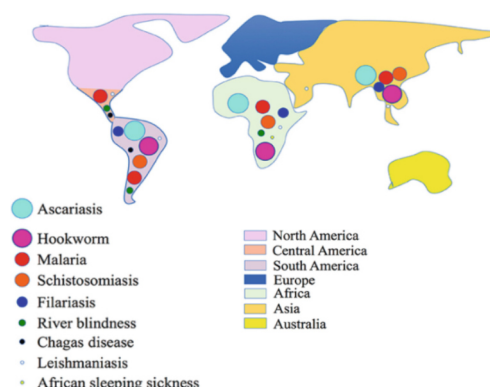 Ascariasis
Hookworm
Malaria
Schistosomiasis
Filariasis
River blindness
Chagas disease
Leishmaniasis
African sleeping sickness
North America
Central America
South America
Europe
Africa
Asia
Australia